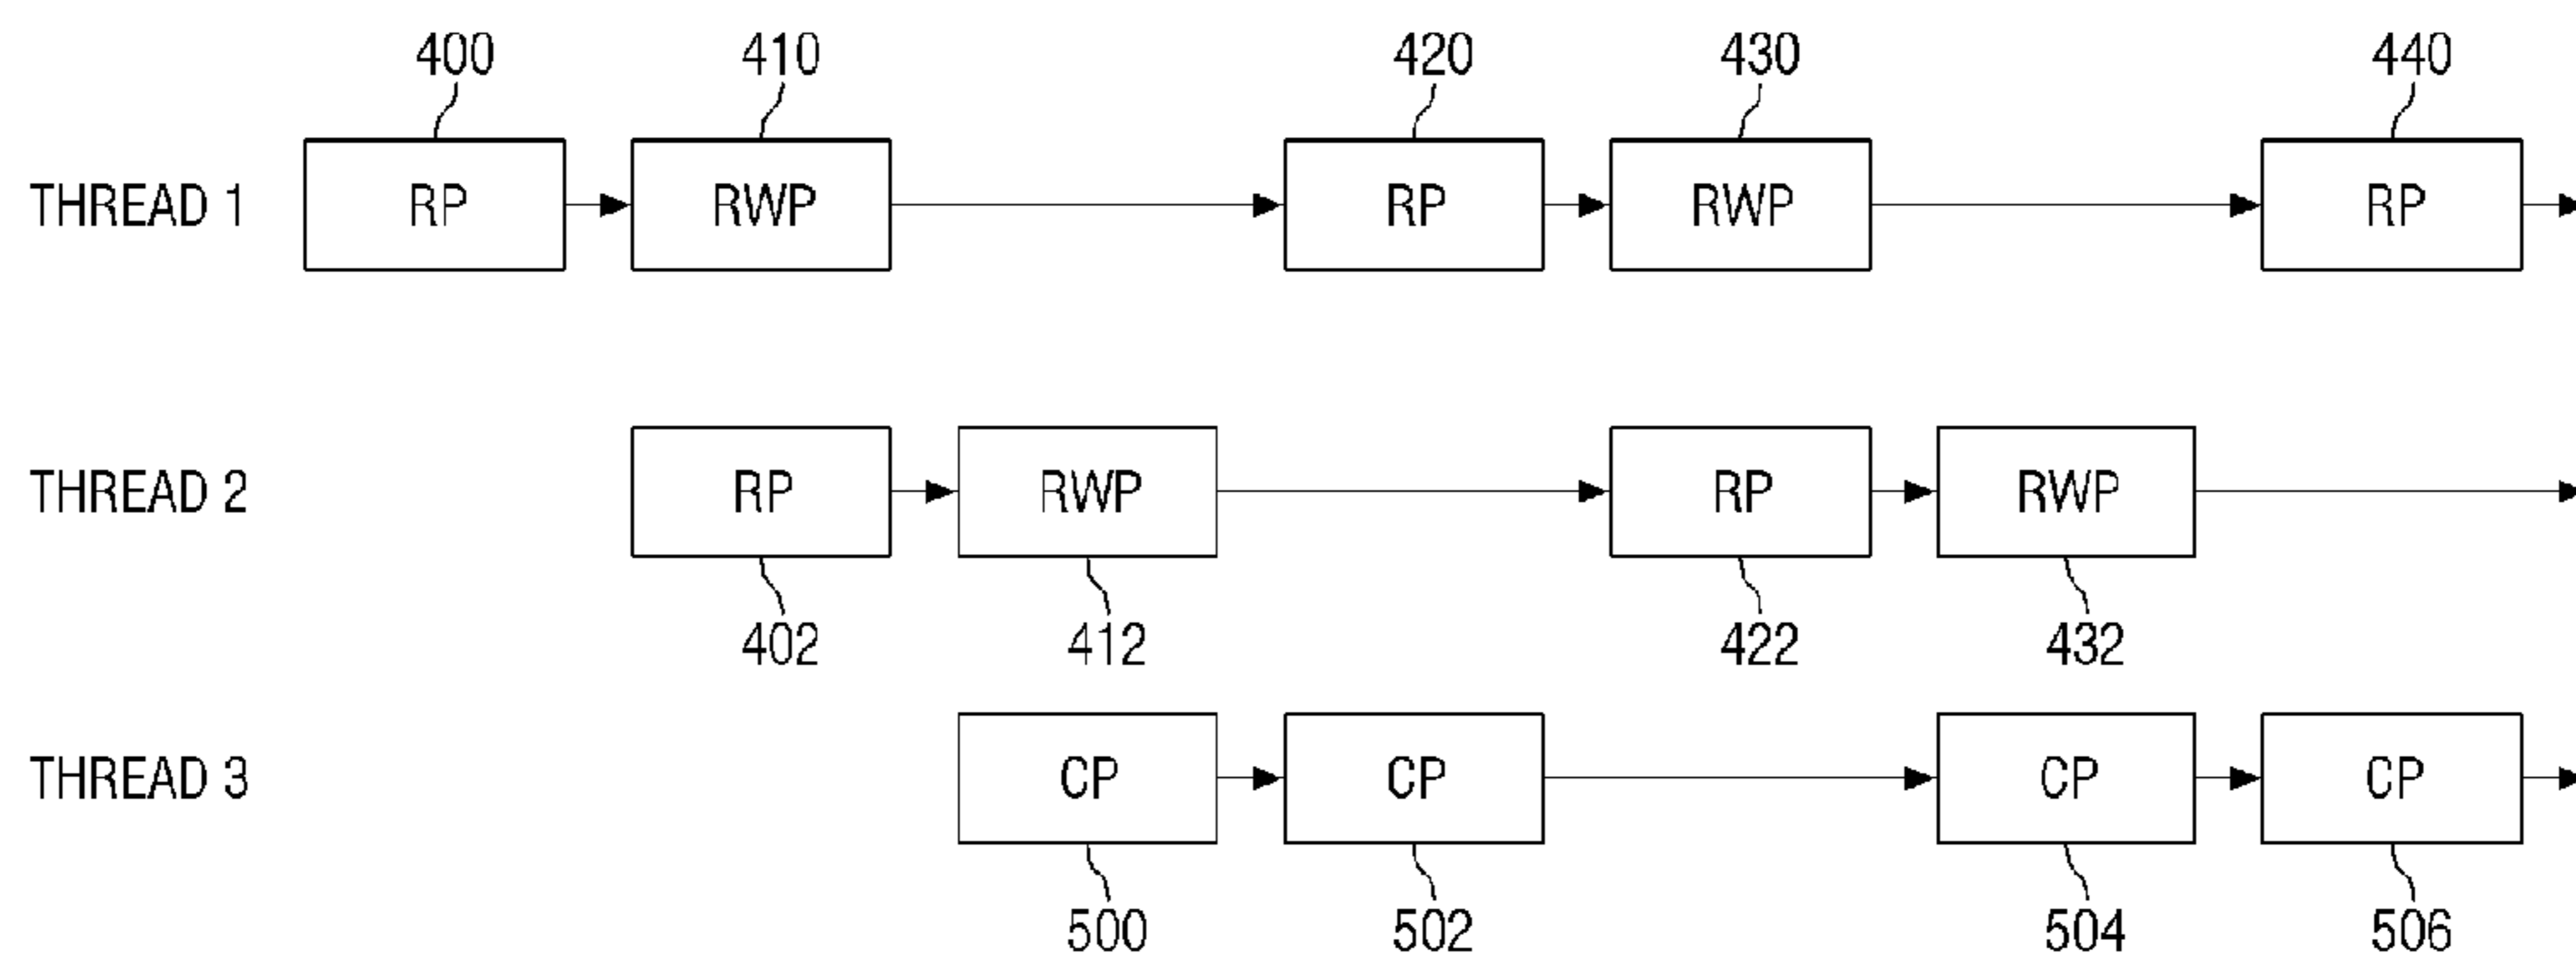 400 410 420 430 440
THREAD 1 RP RWP RP RWP RP
THREAD 2 RP RWP RP RWP
402 412 422 432
THREAD 3 CP CP CP CP
500 502 504 506